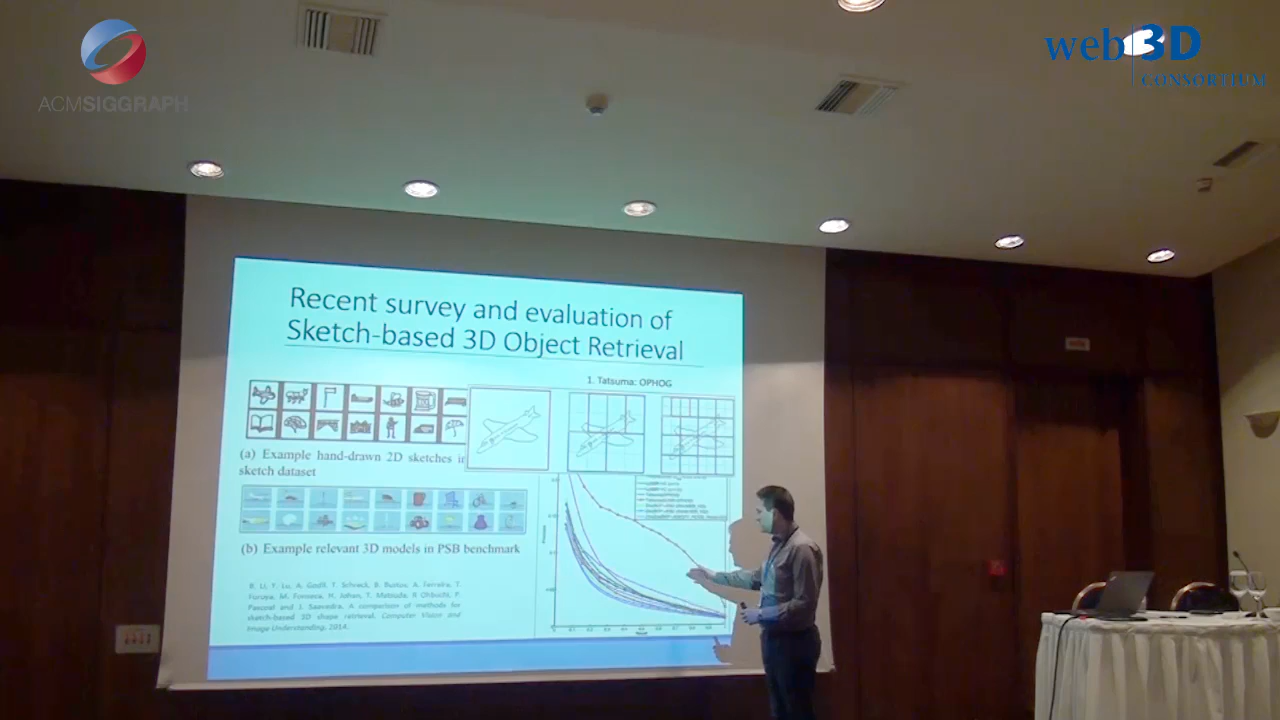 ACMSIGGRAPH
web 3D
CONSORTIUM
Recent survey and evaluation of
Sketch-based 3D Object Retrieval
1. Tatsuma: OPHOG
(a) Example hand-drawn 2D sketches in
sketch dataset
(b) Example relevant 3D models in PSB benchmark
B. Li, Y. Lu, A. Godil, T. Schreck, B. Bustos, A. Ferreira, T.
Furuya, M. Fonseca, H. Johan, T. Matsuda, R. Ohbuchi, P.
Pascoal and J. Saavedra, A comparison of methods for
sketch-based 3D shape retrieval, Computer Vision and
Image Understanding, 2014.